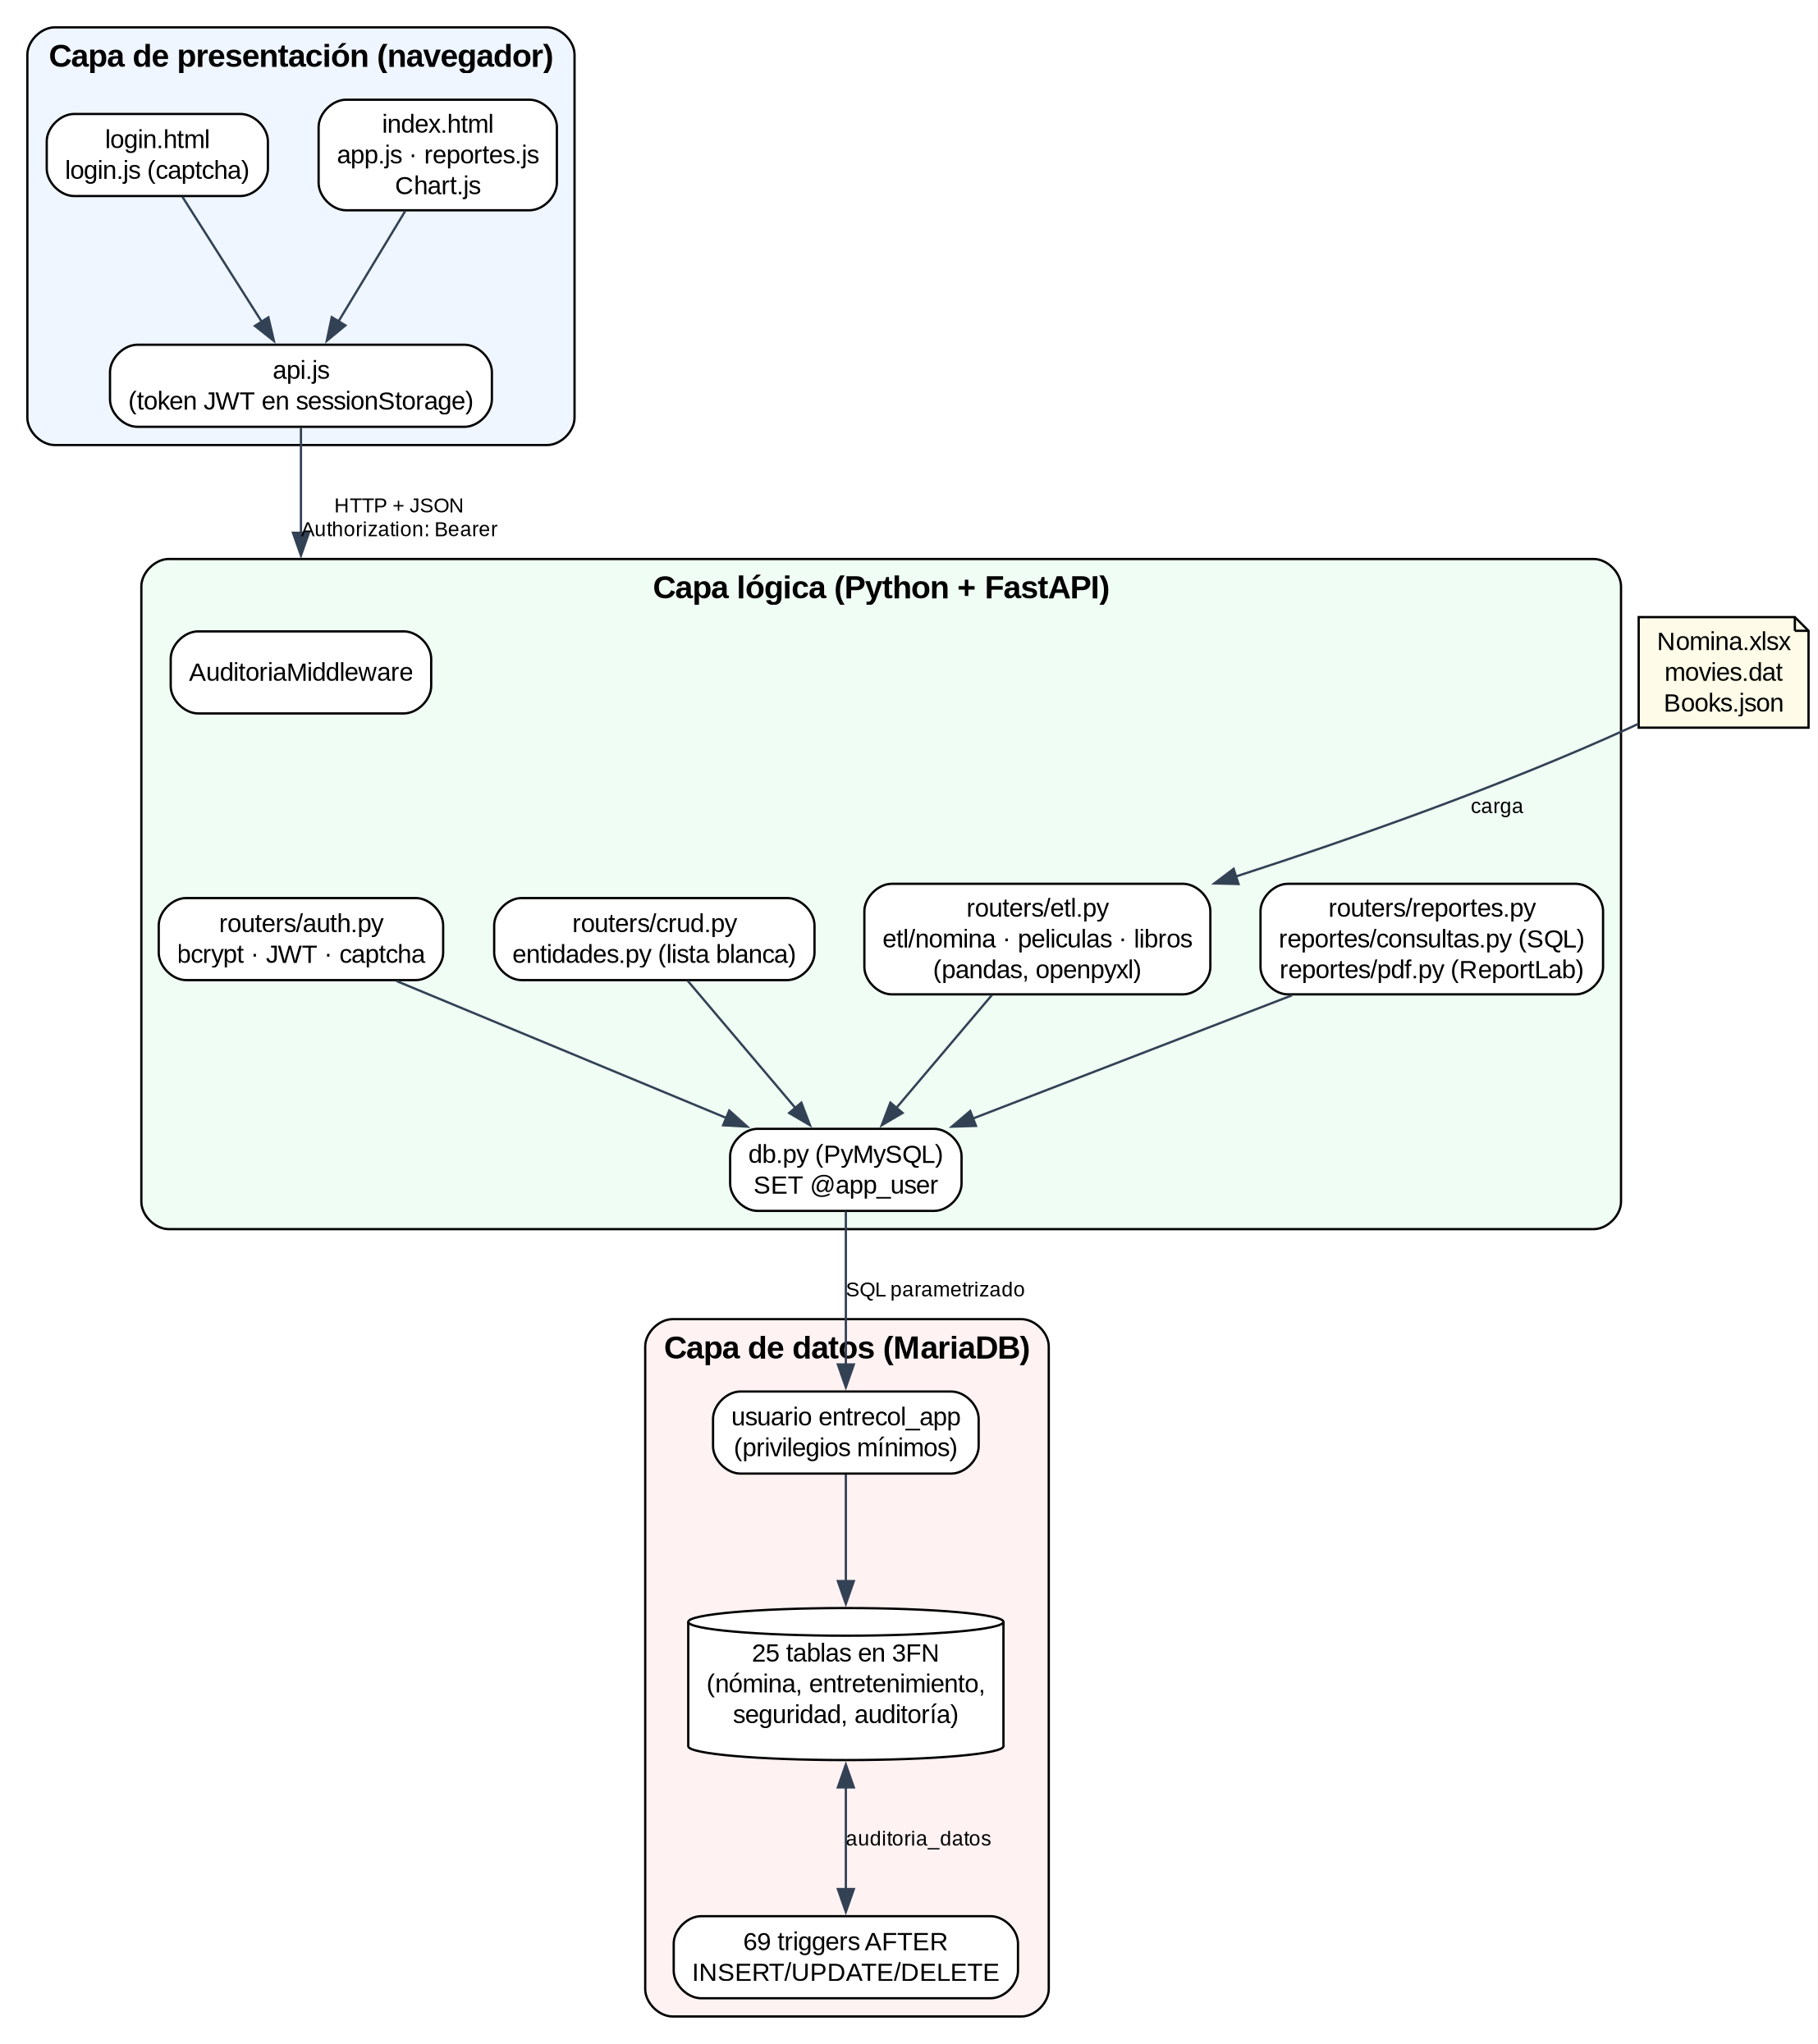 Capa de presentación (navegador)
login.html
login.js (captcha)
index.html
app.js · reportes.js
Chart.js
api.js
(token JWT en sessionStorage)
HTTP + JSON
Authorization: Bearer
Capa lógica (Python + FastAPI)
AuditoriaMiddleware
Nomina.xlsx
movies.dat
Books.json
carga
routers/auth.py
bcrypt · JWT · captcha
routers/crud.py
entidades.py (lista blanca)
routers/etl.py
etl/nomina · peliculas · libros
(pandas, openpyxl)
routers/reportes.py
reportes/consultas.py (SQL)
reportes/pdf.py (ReportLab)
db.py (PyMySQL)
SET @app_user
SQL parametrizado
Capa de datos (MariaDB)
usuario entrecol_app
(privilegios mínimos)
25 tablas en 3FN
(nómina, entretenimiento,
seguridad, auditoría)
auditoria_datos
69 triggers AFTER
INSERT/UPDATE/DELETE